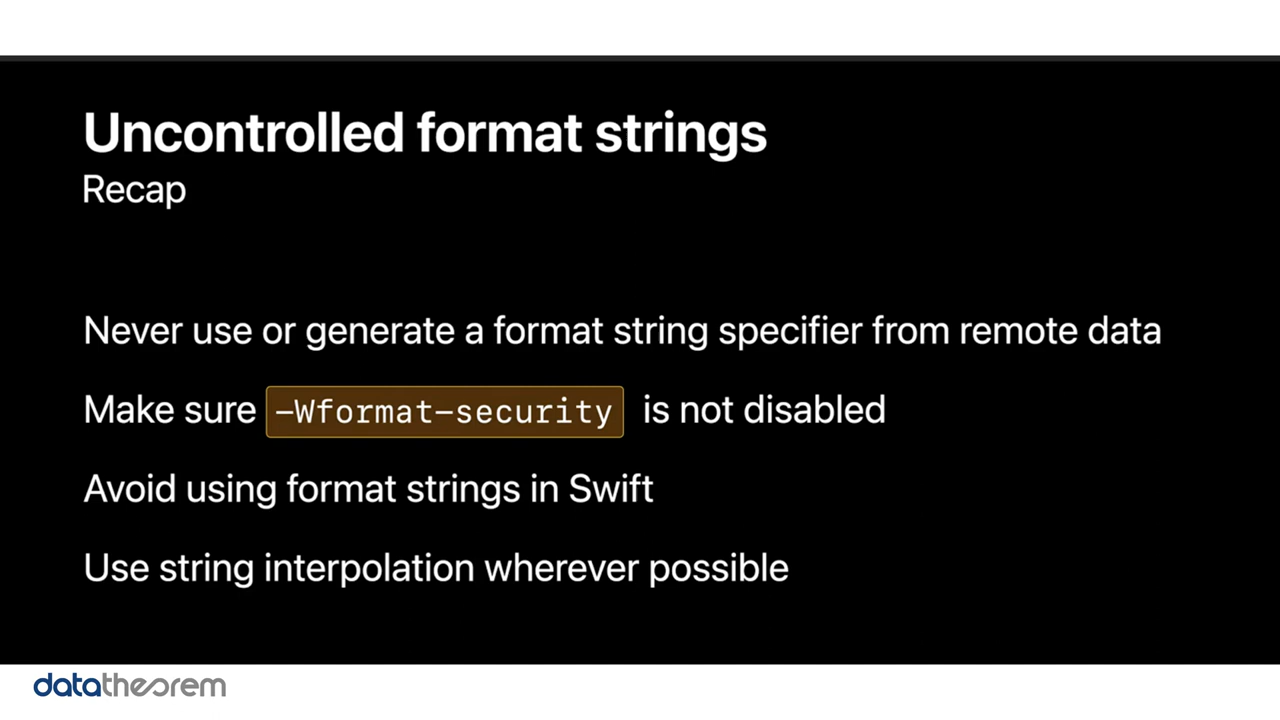 Uncontrolled format strings
Recap
Never use or generate a format string specifier from remote data
Make sure -Wformat-security is not disabled
Avoid using format strings in Swift
Use string interpolation wherever possible
datatheorem